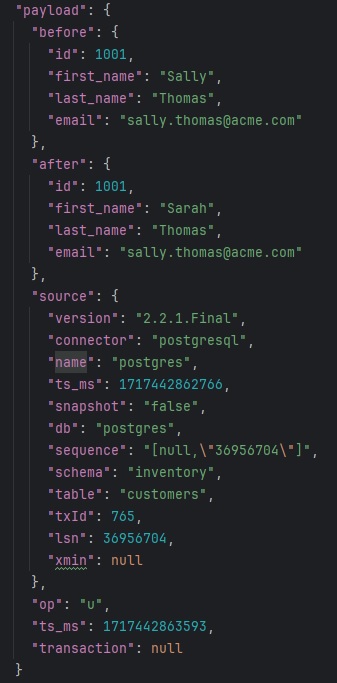 "payload": {
"before": {
"id": 1001,
"first_name": "Sally",
"last_name": "Thomas",
"email": "sally.thomas@acme.com"
},
"after": {
"id": 1001,
"first_name": "Sarah",
"last_name": "Thomas",
"email": "sally.thomas@acme.com"
},
"source": {
"version": "2.2.1.Final",
"connector": "postgresql",
"name": "postgres",
"ts_ms": 1717442862766,
"snapshot": "false",
"db": "postgres",
"sequence": "[null,\"36956704\"]",
"schema": "inventory",
"table": "customers",
"txId": 765,
"lsn": 36956704,
"xmin": null
},
"op": "u",
"ts_ms": 1717442863593,
"transaction": null
}